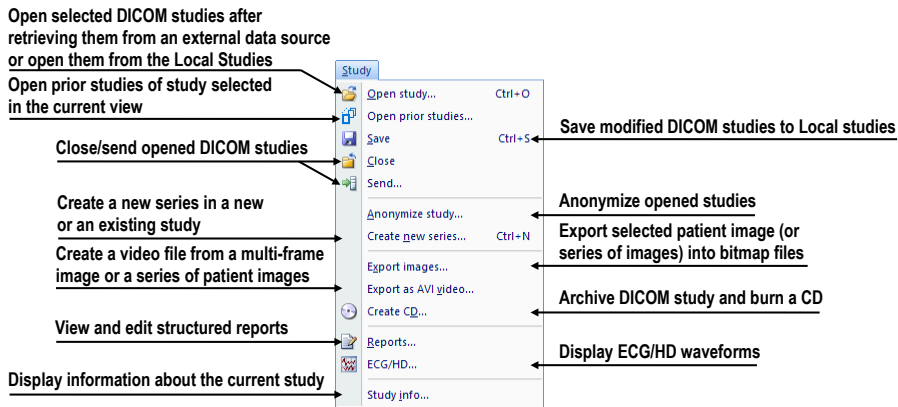 Open selected DICOM studies after
retrieving them from an external data source
or open them from the Local Studies
Open prior studies of study selected
in the current view
Close/send opened DICOM studies
Create a new series in a new
or an existing study
Create a video file from a multi-frame
image or a series of patient images
View and edit structured reports
Display information about the current study
Study
Open study... Ctrl+O
Open prior studies...
Save Ctrl+S
Close
Send...
Anonymize study...
Create new series... Ctrl+N
Export images...
Export as AVI video...
Create CD...
Reports...
ECG/HD...
Study info...
Save modified DICOM studies to Local studies
Anonymize opened studies
Export selected patient image (or
series of images) into bitmap files
Archive DICOM study and burn a CD
Display ECG/HD waveforms